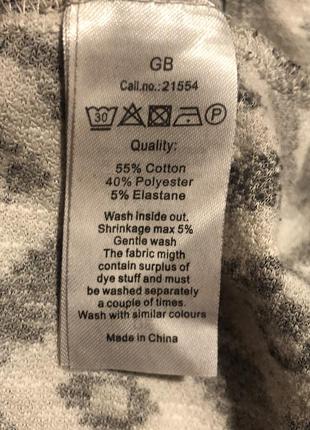 GB
Call.no.:21554
30 P
Quality:
55% Cotton
40% Polyester
5% Elastane
Wash inside out.
Shrinkage max 5%
Gentle wash
The fabric migth
contain surplus of
dye stuff and must
be washed separately
a couple of times.
Wash with similar colours
Made in China